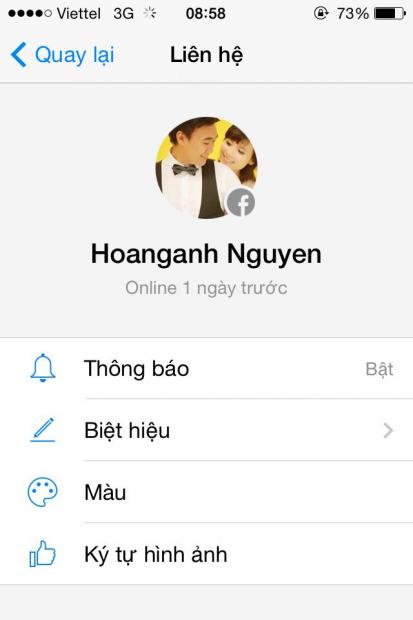 Viettel 3G 08:58 73%
Quay lại Liên hệ
Hoanganh Nguyen
Online 1 ngày trước
Thông báo Bật
Biệt hiệu
Màu
Ký tự hình ảnh